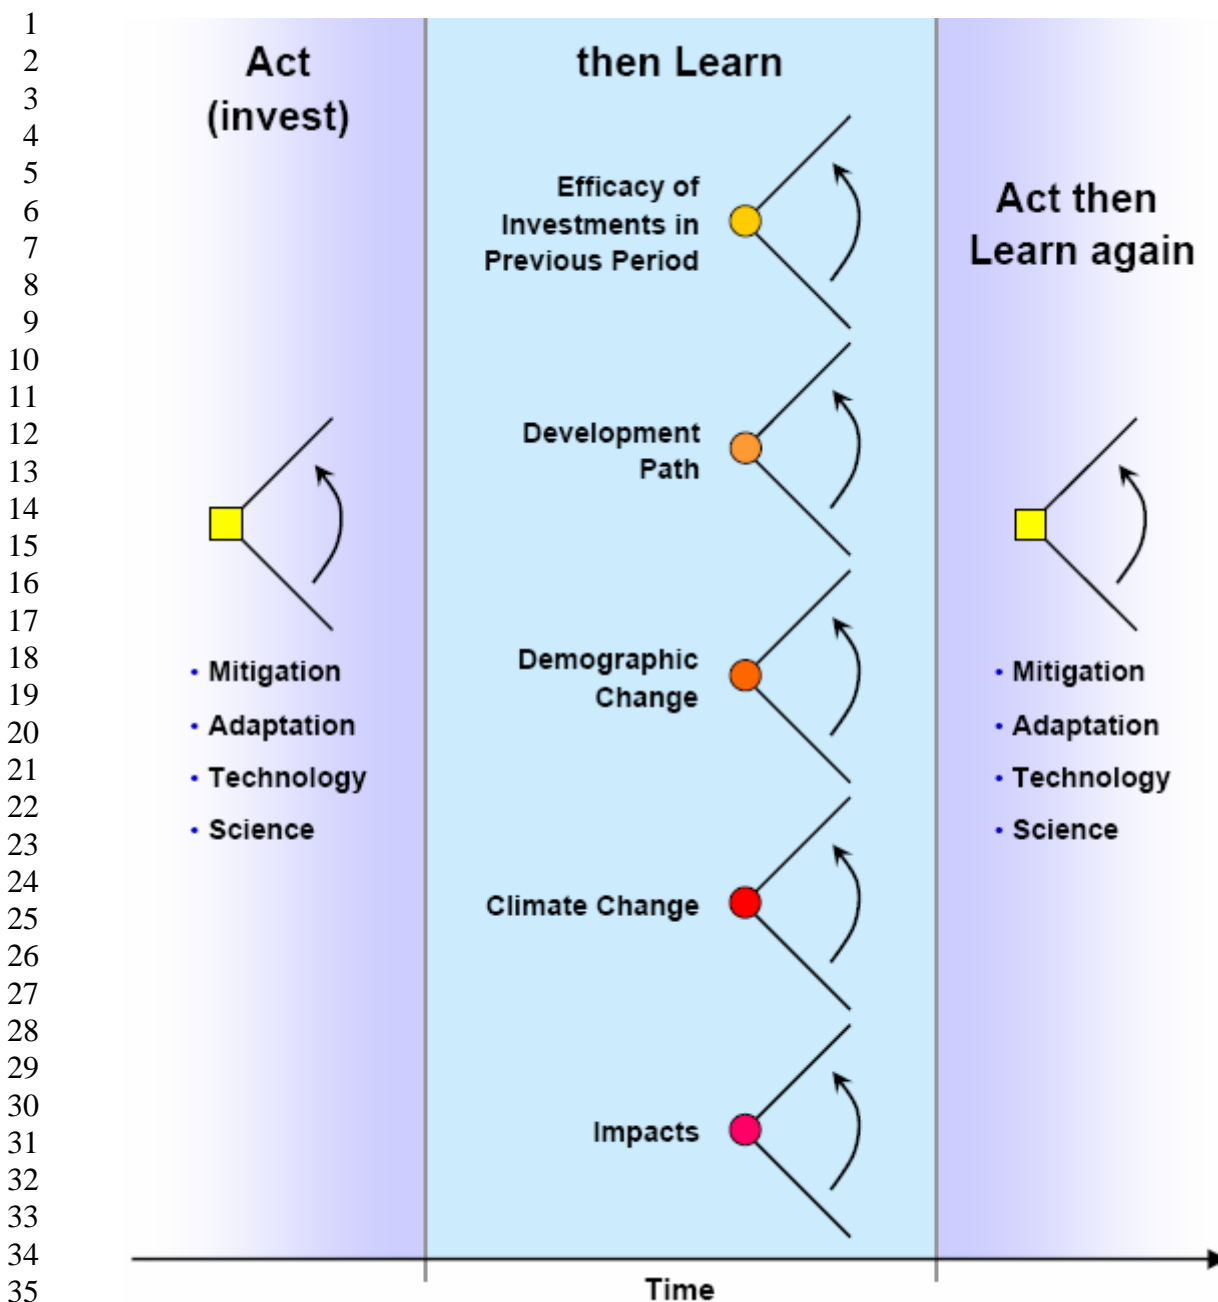 1
2
3
4
5
6
7
8
9
10
11
12
13
14
15
16
17
18
19
20
21
22
23
24
25
26
27
28
29
30
31
32
33
34
35
Act
(invest)
• Mitigation
• Adaptation
• Technology
• Science
then Learn
Efficacy of
Investments in
Previous Period
Development
Path
Demographic
Change
Climate Change
Impacts
Act then
Learn again
• Mitigation
• Adaptation
• Technology
• Science
Time